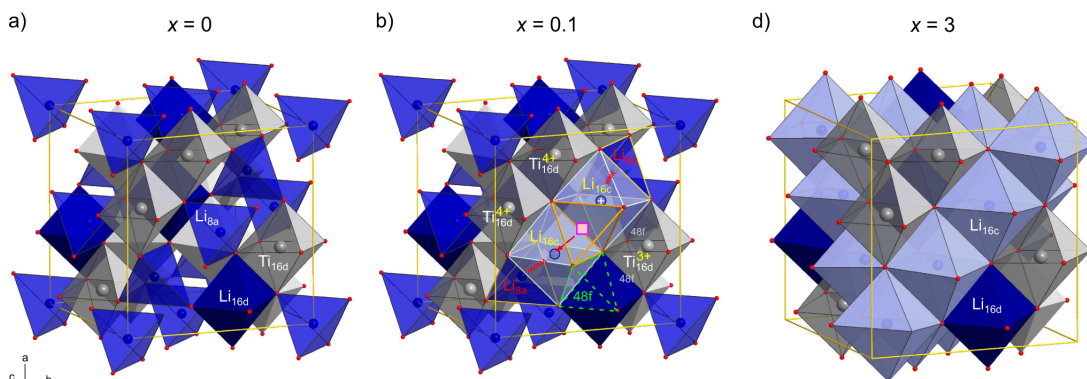 a)
x = 0
b)
x = 0.1
d)
x = 3
Li8a
Ti16d
Li16d
a
c
b
Ti4+16d
Li8a
Li16c
Ti4+16d
Li16c
48f
Ti3+16d
48f
Li8a
48f
Li16c
Li16d